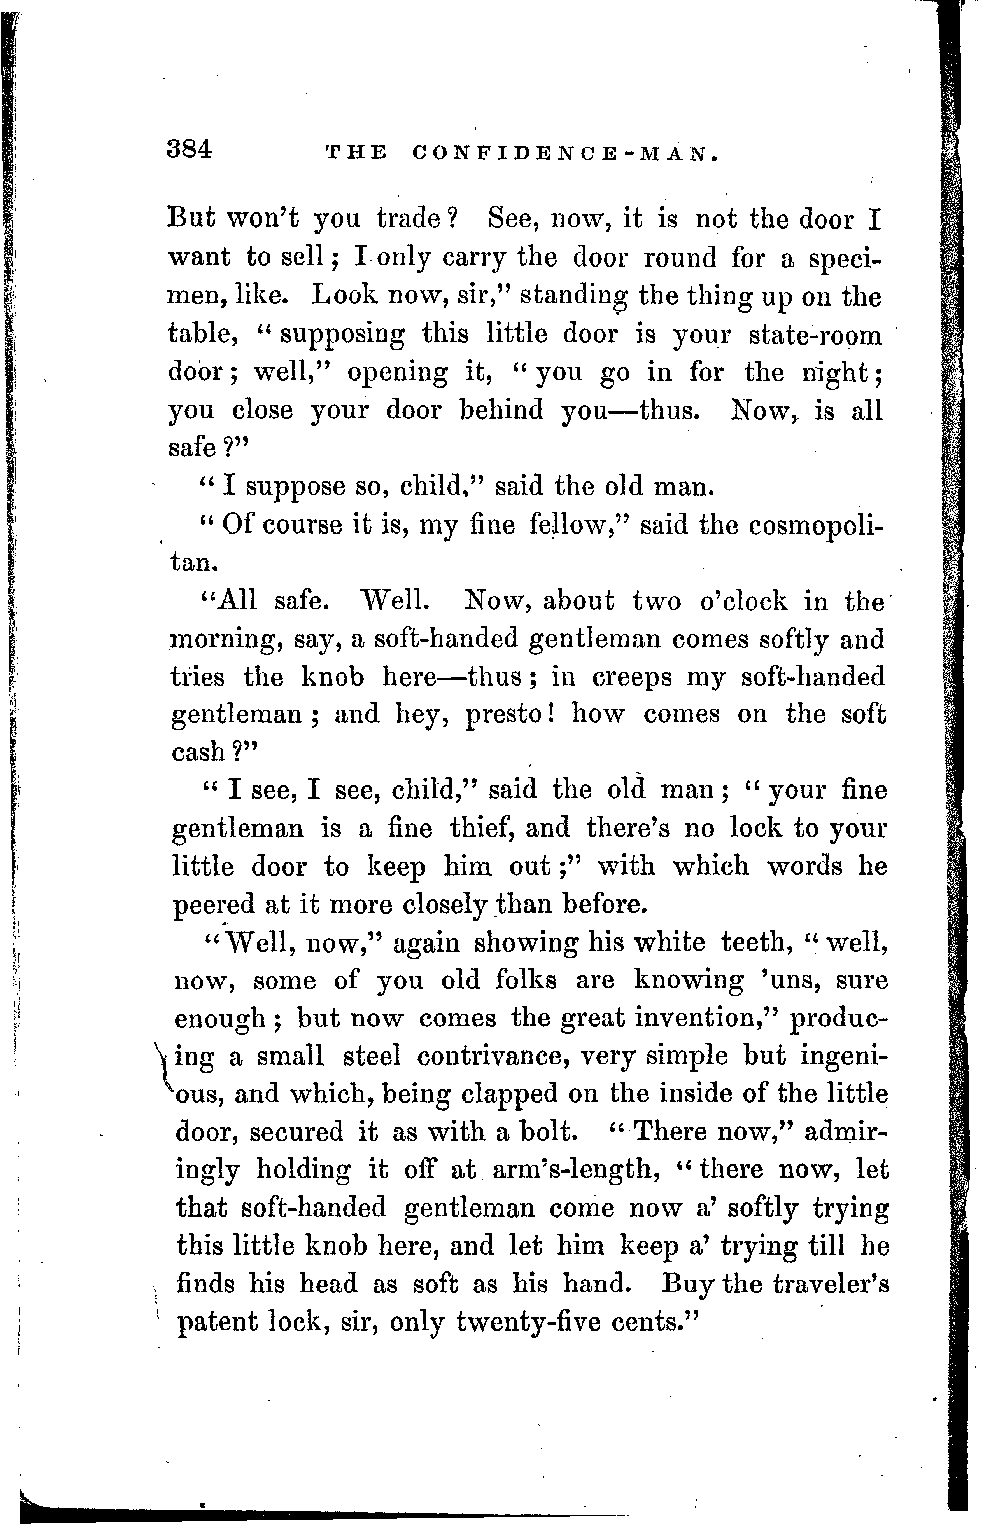 384 THE CONFIDENCE-MAN.
But won't you trade? See, now, it is not the door I
want to sell; I only carry the door round for a speci-
men, like. Look now, sir," standing the thing up on the
table, "supposing this little door is your state-room
door; well," opening it, "you go in for the night;
you close your door behind you—thus. Now, is all
safe?"
"I suppose so, child," said the old man.
"Of course it is, my fine fellow," said the cosmopoli-
tan.
"All safe. Well. Now, about two o'clock in the
morning, say, a soft-handed gentleman comes softly and
tries the knob here—thus; in creeps my soft-handed
gentleman; and hey, presto! how comes on the soft
cash?"
"I see, I see, child," said the old man; "your fine
gentleman is a fine thief, and there's no lock to your
little door to keep him out;" with which words he
peered at it more closely than before.
"Well, now," again showing his white teeth, "well,
now, some of you old folks are knowing 'uns, sure
enough; but now comes the great invention," produc-
ing a small steel contrivance, very simple but ingeni-
ous, and which, being clapped on the inside of the little
door, secured it as with a bolt. "There now," admir-
ingly holding it off at arm's-length, "there now, let
that soft-handed gentleman come now a' softly trying
this little knob here, and let him keep a' trying till he
finds his head as soft as his hand. Buy the traveler's
patent lock, sir, only twenty-five cents."